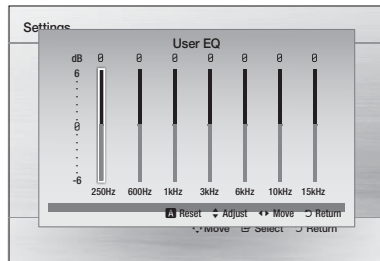 Settings
User EQ
dB 0 0 0 0 0 0 0
6
0
-6
250Hz 600Hz 1kHz 3kHz 6kHz 10kHz 15kHz
A Reset Adjust Move Return
Move Select Return